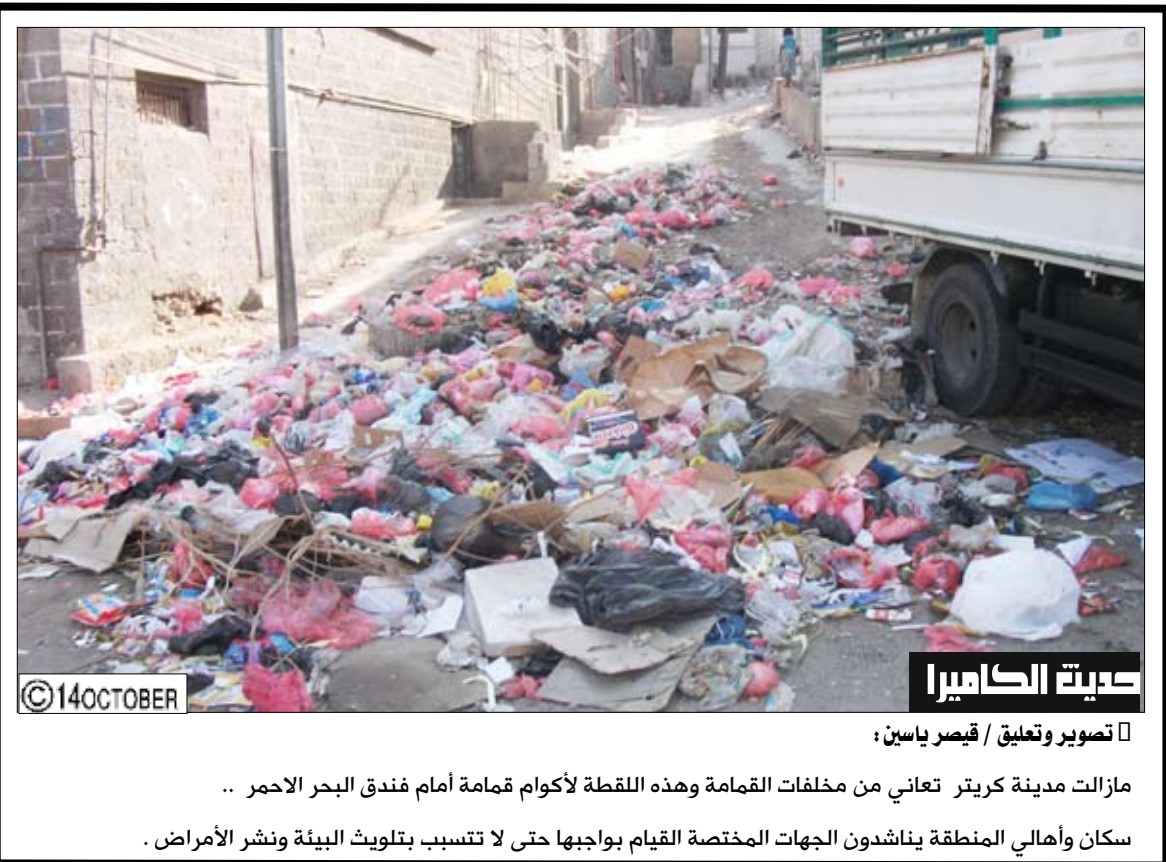 حديث الكاميرا
©14OCTOBER
تصوير وتعليق / قيصر ياسين :
مازالت مدينة كريتر تعاني من مخلفات القمامة وهذه اللقطة لأكوام قمامة أمام فندق البحر الاحمر ..
سكان وأهالي المنطقة يناشدون الجهات المختصة القيام بواجبها حتى لا تتسبب بتلويث البيئة ونشر الأمراض .